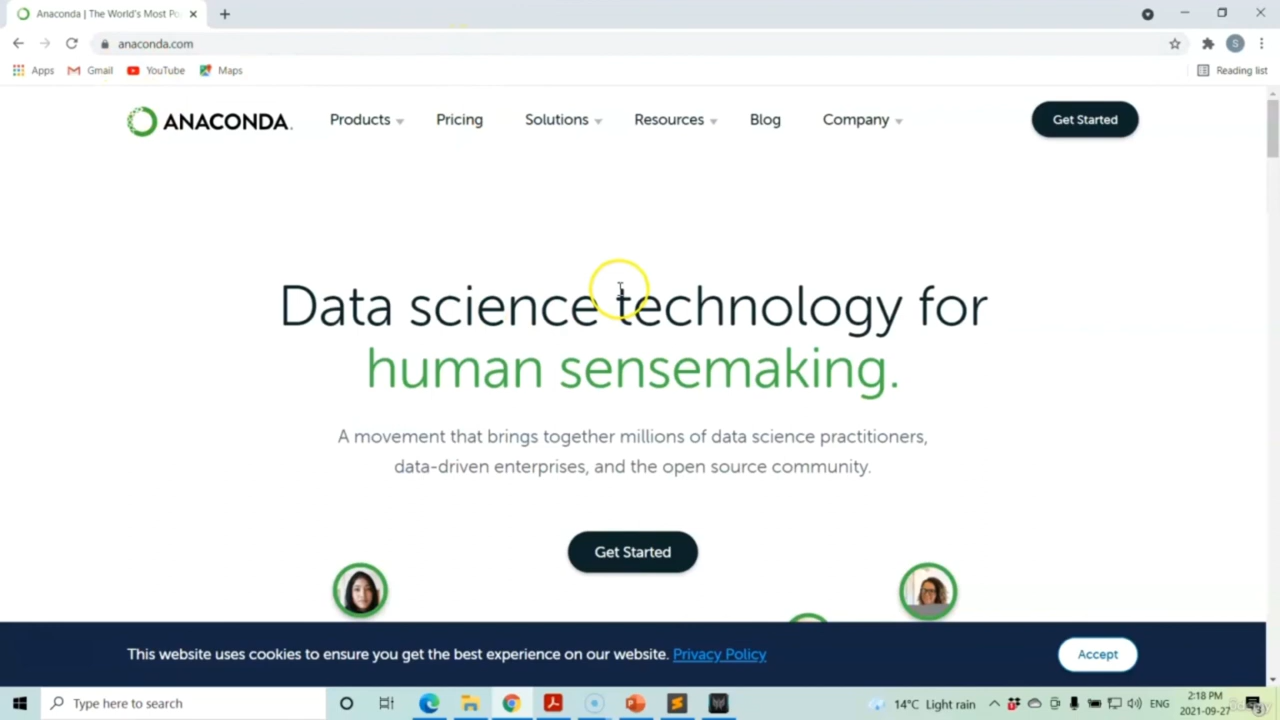 Anaconda | The World's Most Po
anaconda.com
S
Apps
Gmail
YouTube
Maps
Reading list
ANACONDA.
Products
Pricing
Solutions
Resources
Blog
Company
Get Started
Data science technology for
human sensemaking.
A movement that brings together millions of data science practitioners,
data-driven enterprises, and the open source community.
Get Started
This website uses cookies to ensure you get the best experience on our website. Privacy Policy
Accept
Type here to search
14°C Light rain
ENG
2:18 PM
2021-09-27